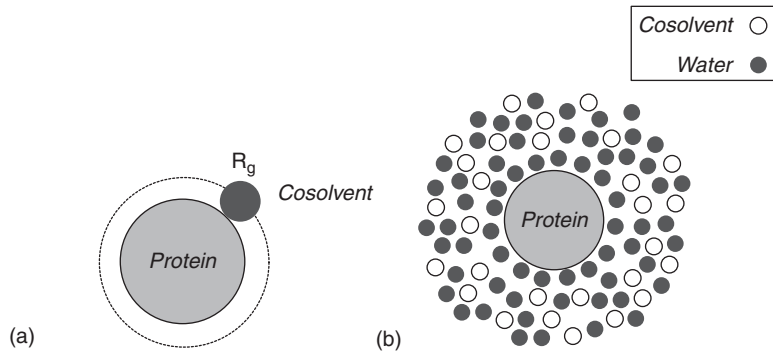 Cosolvent
Water
Rg
Cosolvent
Protein
Protein
(a)
(b)